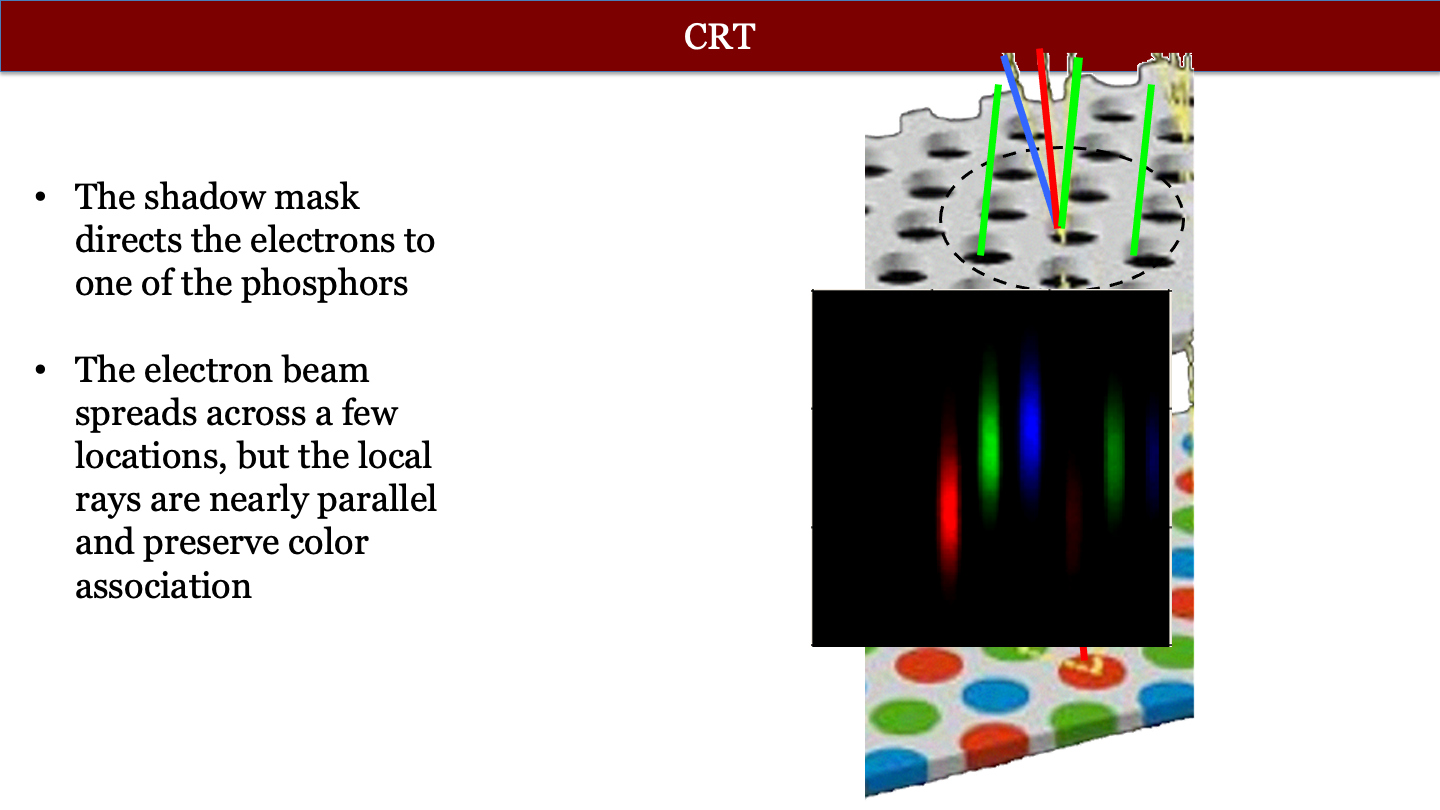 CRT
• The shadow mask
directs the electrons to
one of the phosphors
• The electron beam
spreads across a few
locations, but the local
rays are nearly parallel
and preserve color
association